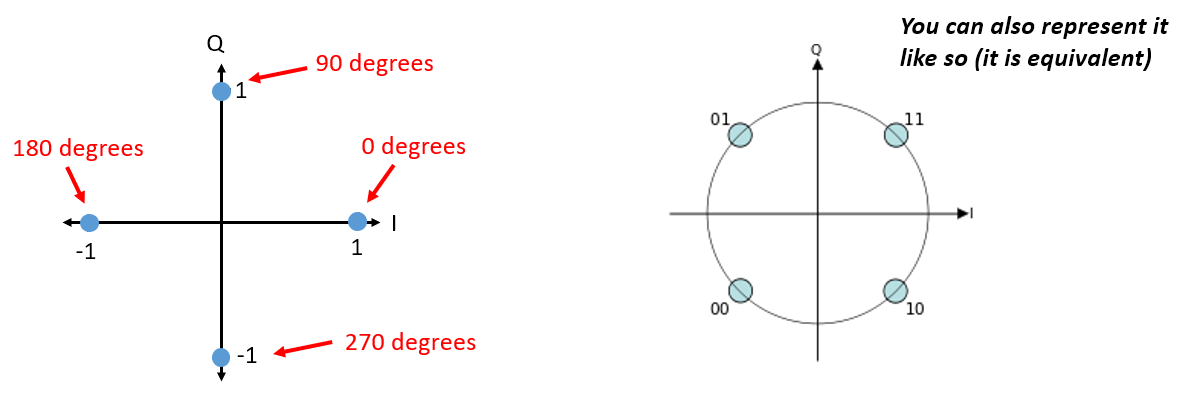 You can also represent it
like so (it is equivalent)
Q
90 degrees
1
180 degrees
0 degrees
I
-1
1
-1
270 degrees
Q
01
11
I
00
10